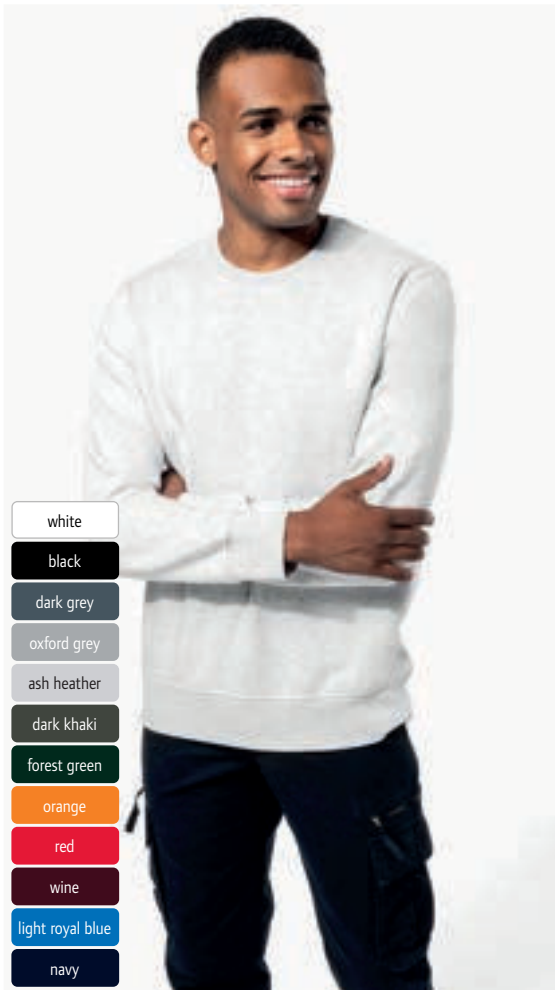 white
black
dark grey
oxford grey
ash heather
dark khaki
forest green
orange
red
wine
light royal blue
navy